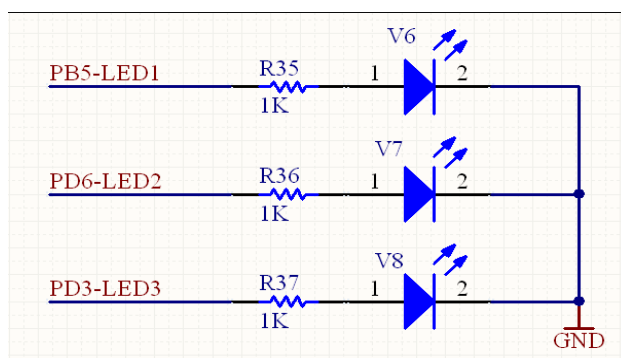 V6
PB5-LED1
R35
1
2
1K
V7
PD6-LED2
R36
1
2
1K
V8
PD3-LED3
R37
1
2
1K
GND